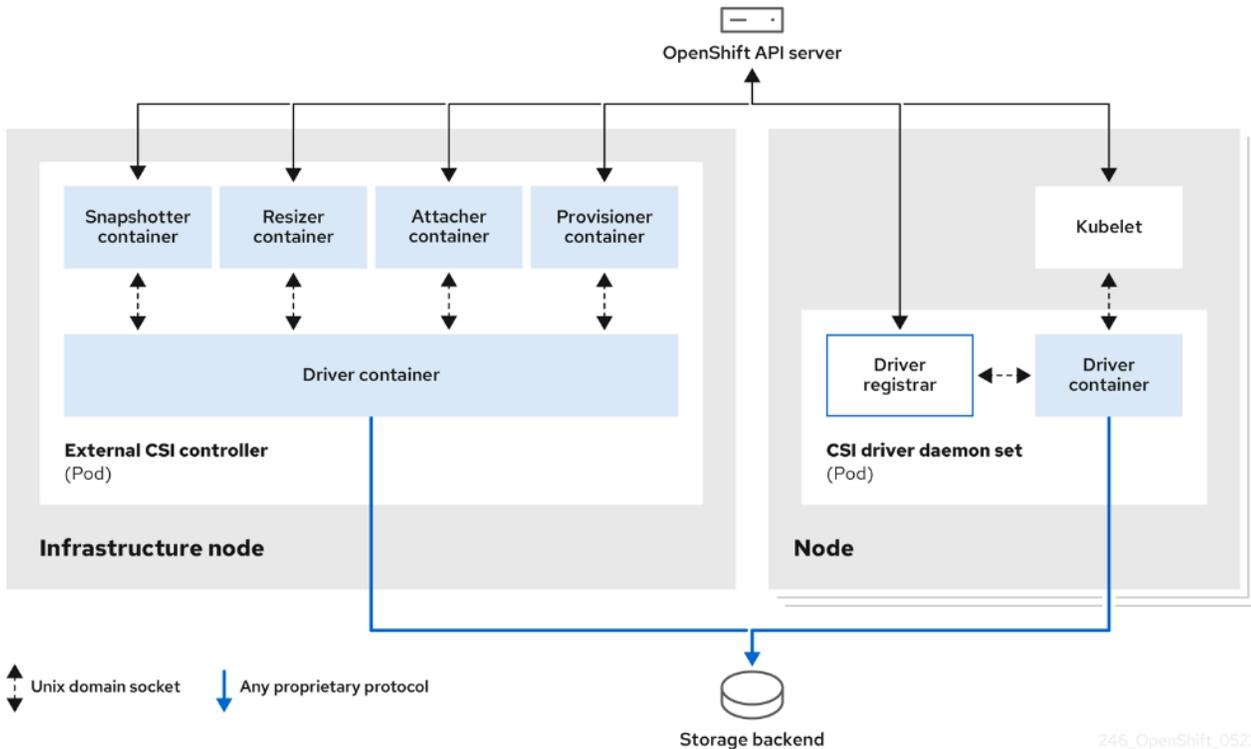 OpenShift API server
Snapshotter
container
Resizer
container
Attacher
container
Provisioner
container
Kubelet
Driver container
Driver
registrar
Driver
container
External CSI controller
(Pod)
CSI driver daemon set
(Pod)
Infrastructure node
Node
Unix domain socket
Any proprietary protocol
Storage backend
246_OpenShift_052